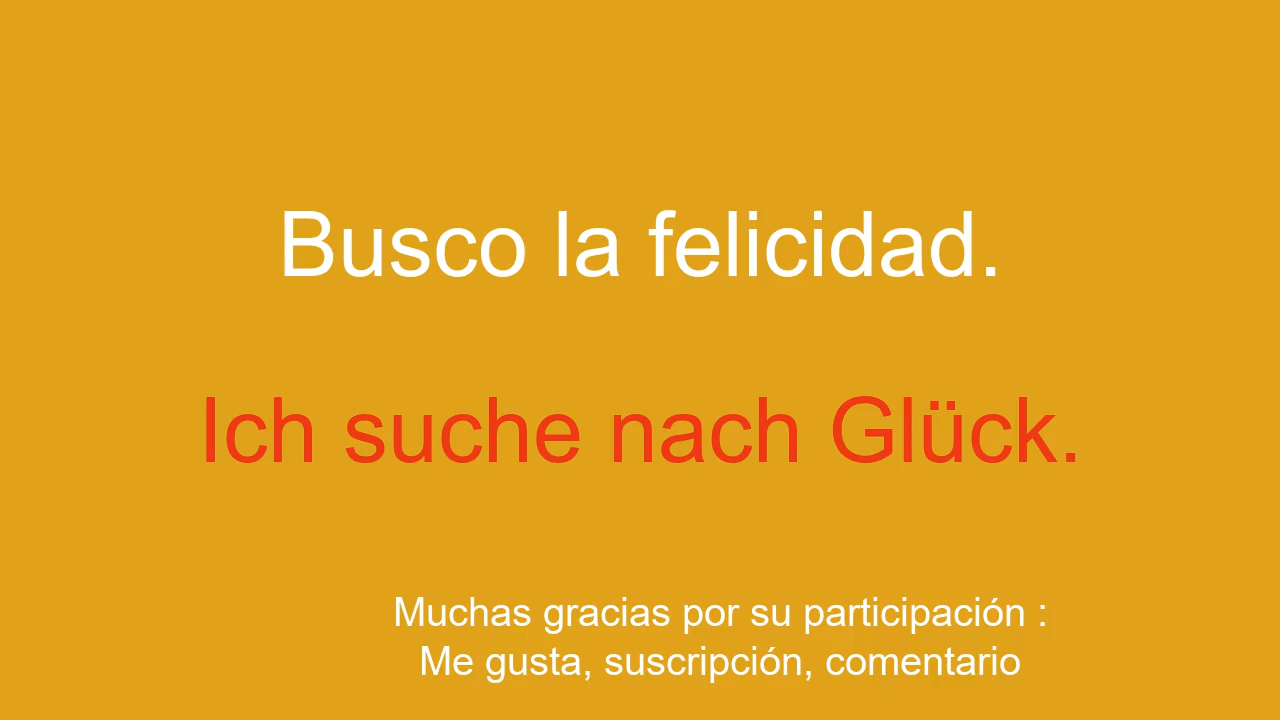 Busco la felicidad.
Ich suche nach Glück.
Muchas gracias por su participación :
Me gusta, suscripción, comentario